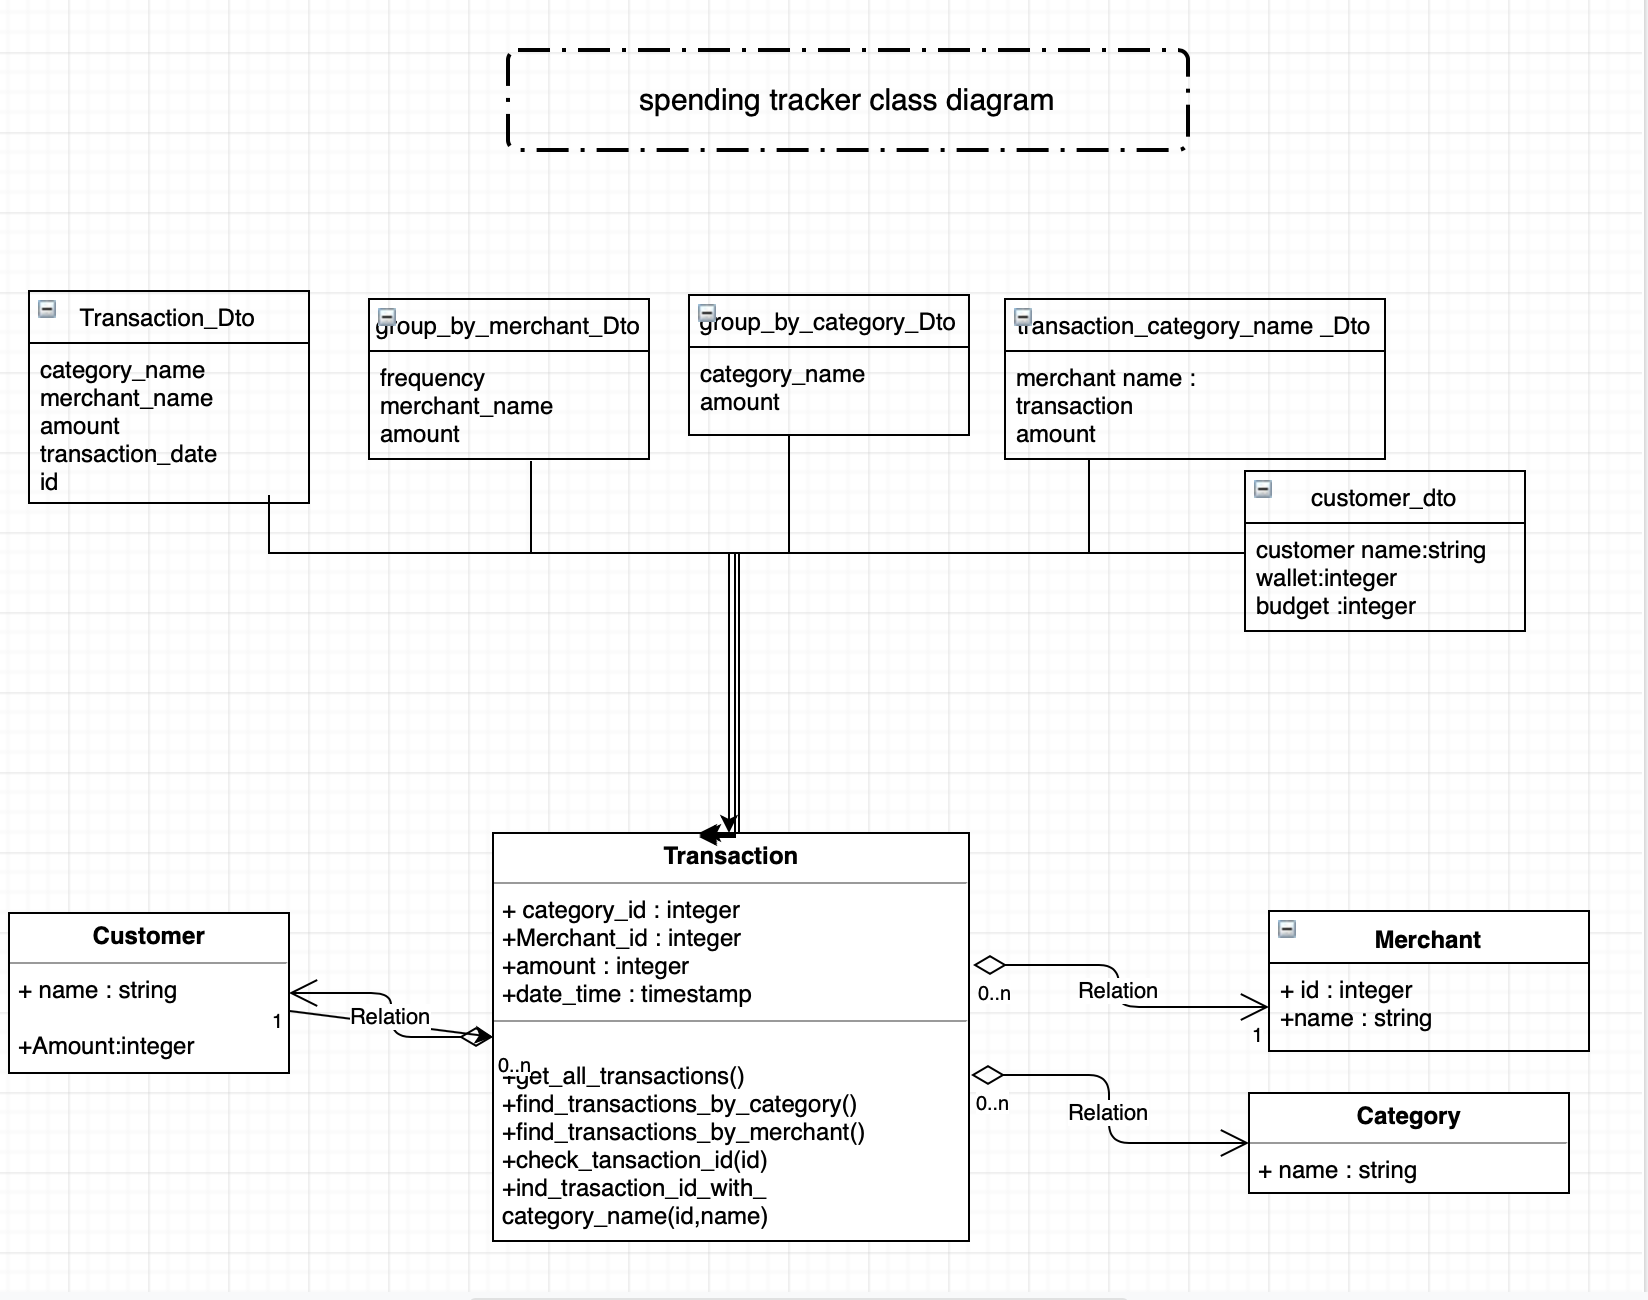 spending tracker class diagram
Transaction_Dto
category_name
merchant_name
amount
transaction_date
id
group_by_merchant_Dto
frequency
merchant_name
amount
group_by_category_Dto
category_name
amount
transaction_category_name _Dto
merchant name :
transaction
amount
customer_dto
customer name:string
wallet:integer
budget :integer
Transaction
+ category_id : integer
+Merchant_id : integer
+amount : integer
+date_time : timestamp
0..n
+get_all_transactions()
+find_transactions_by_category()
+find_transactions_by_merchant()
+check_tansaction_id(id)
+ind_trasaction_id_with_
category_name(id,name)
Customer
+ name : string
+Amount:integer
1
Relation
0..n
Relation
1
Merchant
+ id : integer
+name : string
0..n
Relation
Category
+ name : string